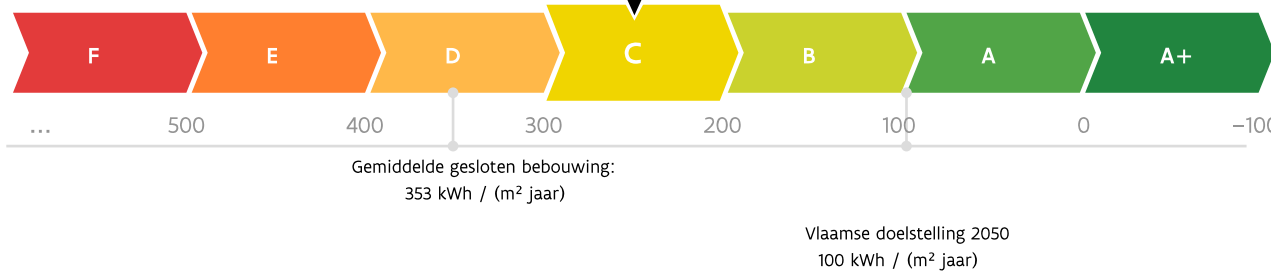 F E D C B A A+
... 500 400 300 200 100 0 −100
Gemiddelde gesloten bebouwing:
353 kWh / (m² jaar)
Vlaamse doelstelling 2050
100 kWh / (m² jaar)